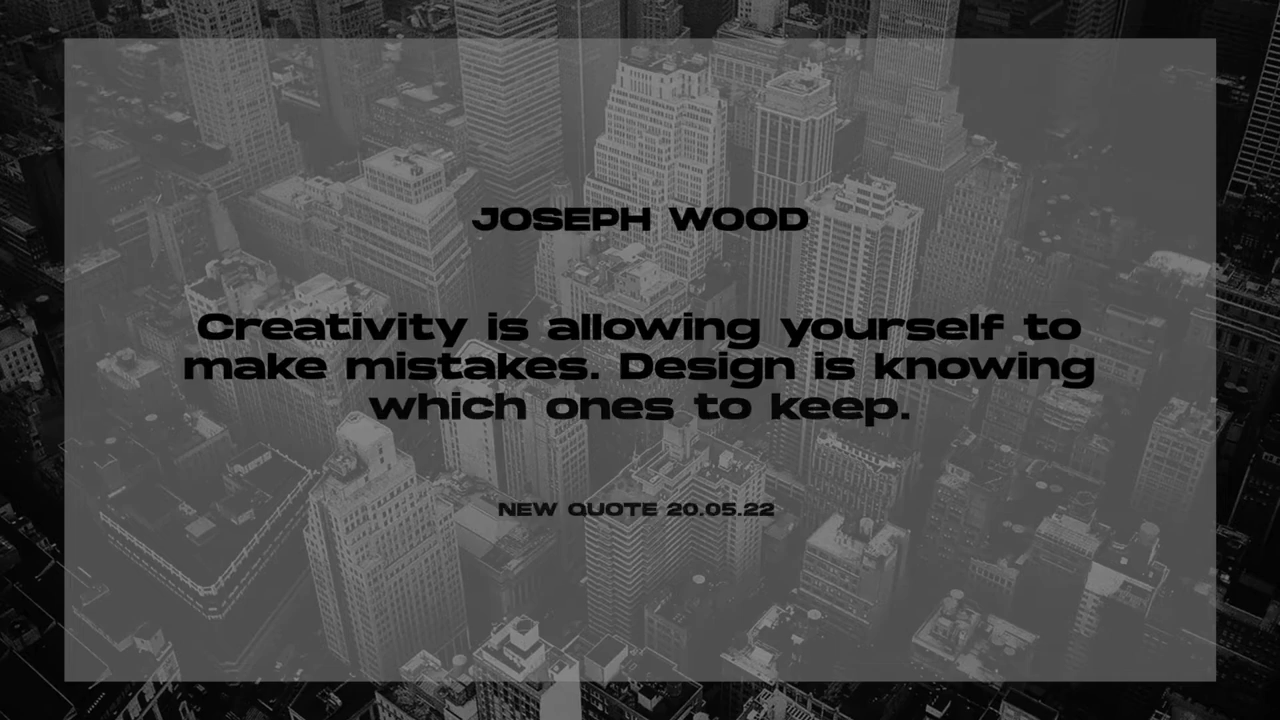 JOSEPH WOOD
Creativity is allowing yourself to
make mistakes. Design is knowing
which ones to keep.
NEW QUOTE 20.05.22